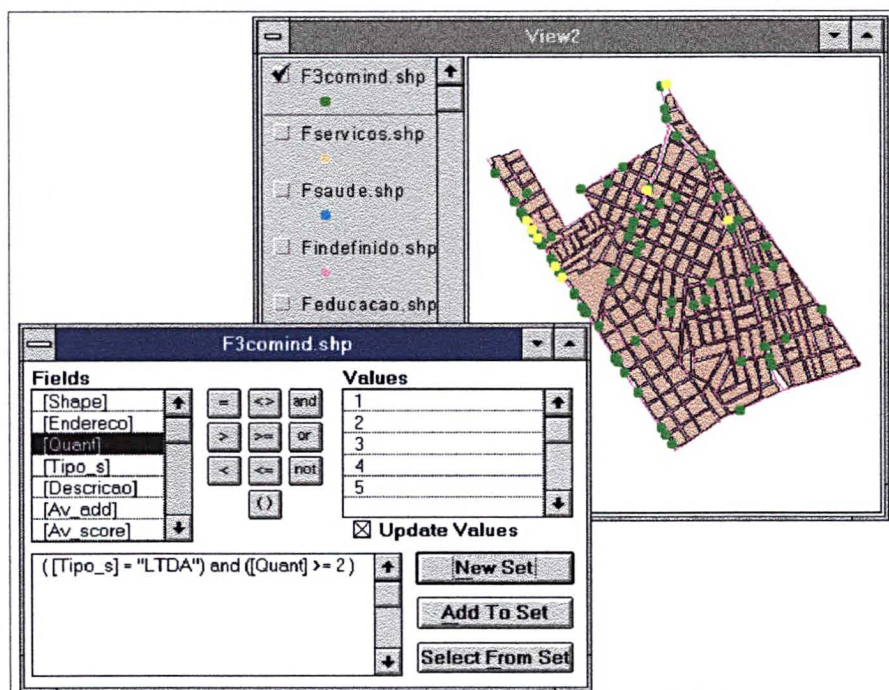 View2
F3comind.shp
Fservicos.shp
Fsaude.shp
Findefinido.shp
Feducacao.shp
F3comind.shp
Fields
[Shape]
[Endereco]
[Quant]
[Tipo_s]
[Descricao]
[Av_add]
[Av_score]
= <> and
> >= or
< <= not
()
Values
1
2
3
4
5
Update Values
( [Tipo_s] = "LTDA") and ([Quant] >= 2 )
New Set
Add To Set
Select From Set